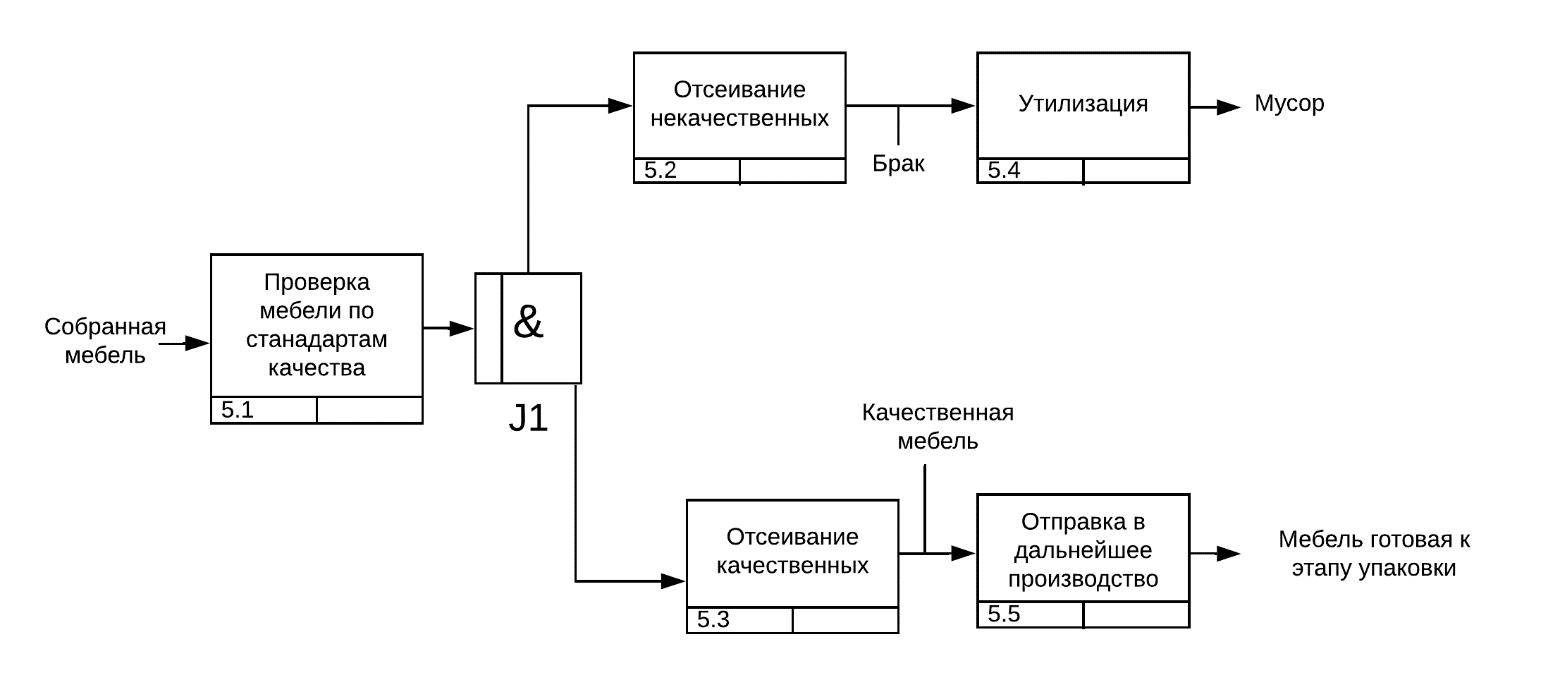 Отсеивание
некачественных
5.2
Брак
Утилизация
5.4
Мусор
Собранная
мебель
Проверка
мебели по
станадартам
качества
5.1
&
J1
Отсеивание
качественных
5.3
Качественная
мебель
Отправка в
дальнейшее
производство
5.5
Мебель готовая к
этапу упаковки